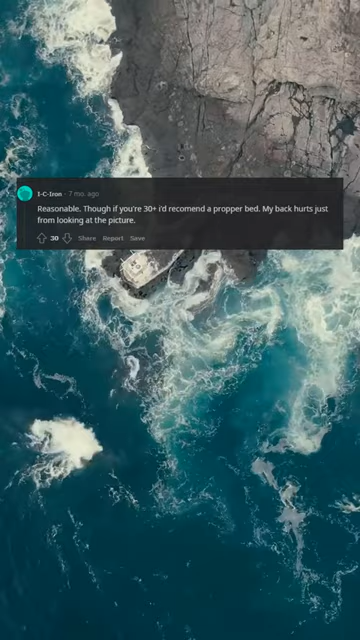 I-C-Iron · 7 mo. ago
Reasonable. Though if you're 30+ i'd recomend a propper bed. My back hurts just
from looking at the picture.
30 Share Report Save